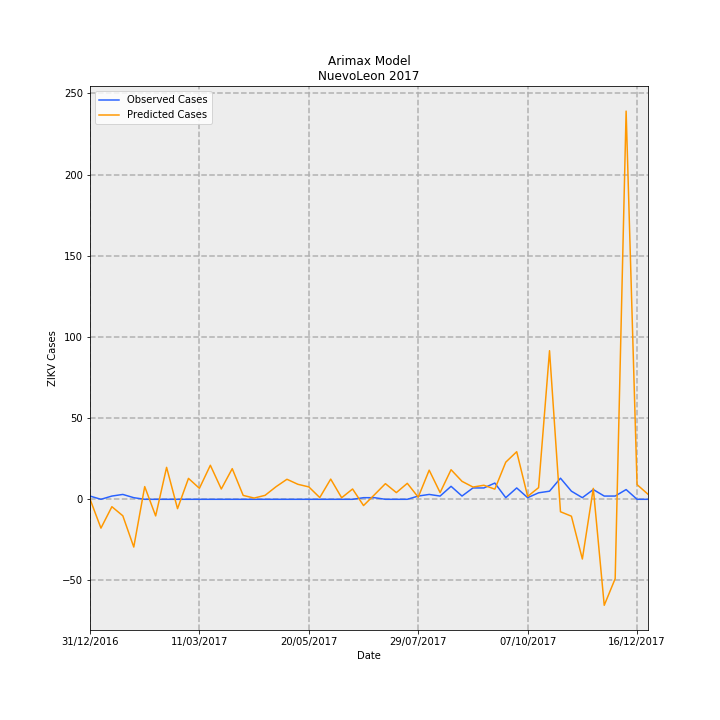 Arimax Model
NuevoLeon 2017
Observed Cases
Predicted Cases
250
200
150
100
50
0
−50
ZIKV Cases
31/12/2016
11/03/2017
20/05/2017
29/07/2017
07/10/2017
16/12/2017
Date